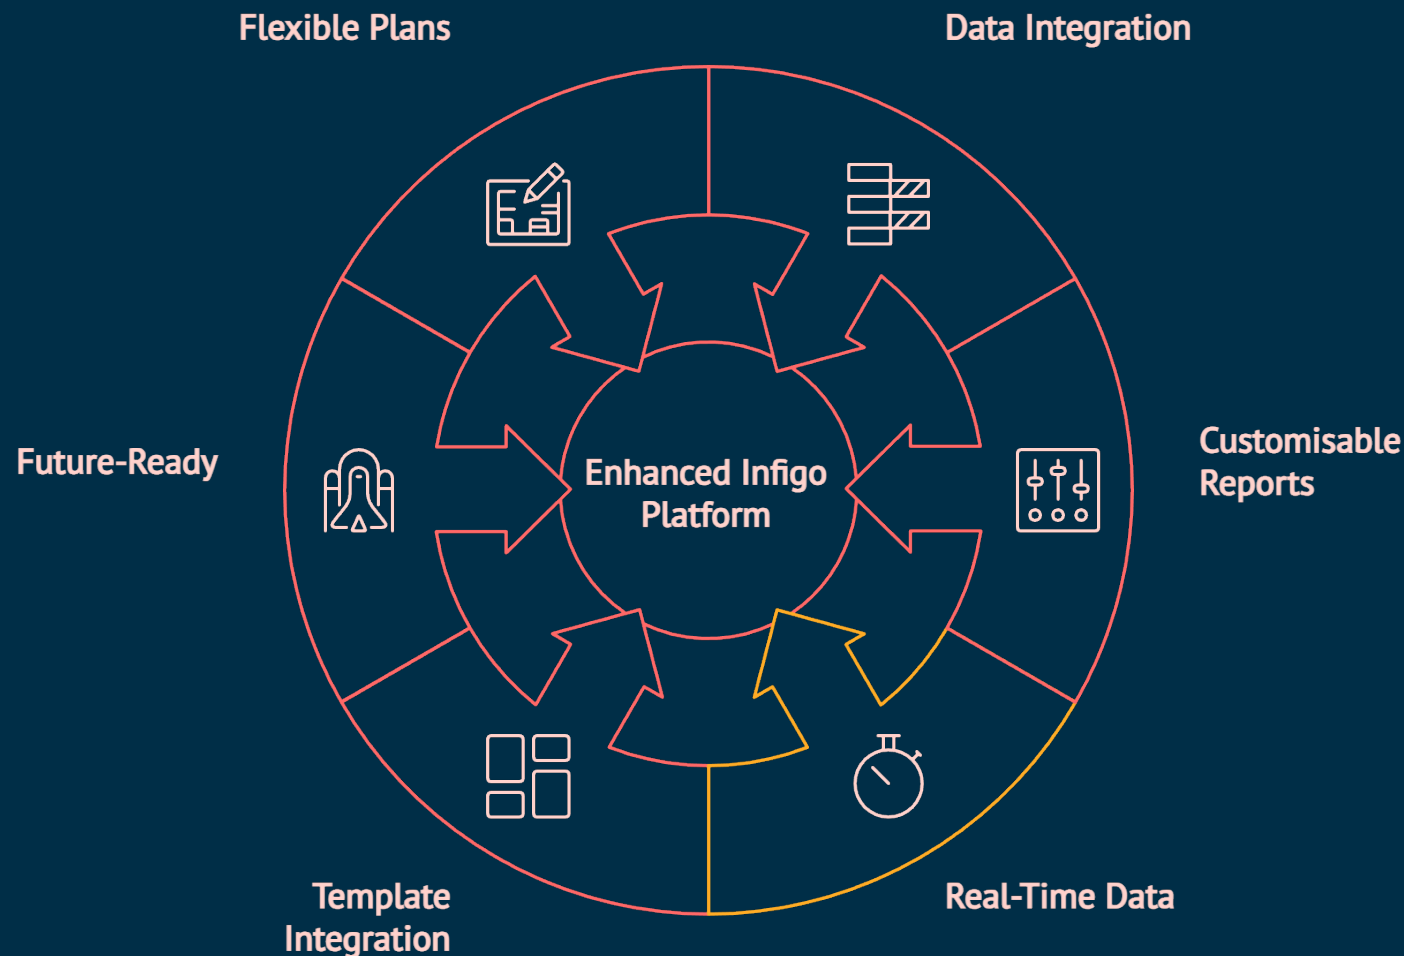 Flexible Plans
Data Integration
Customisable
Reports
Future-Ready
Enhanced Infigo
Platform
Template
Integration
Real-Time Data